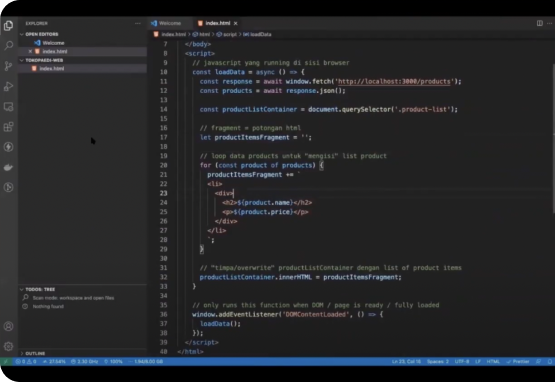 EXPLORER
OPEN EDITORS
Welcome
index.html
TOKOPAEDI-WEB
index.html
TODOS: TREE
Scan mode: workspace and open files
Nothing found
OUTLINE
Welcome
index.html
index.html > html > script > loadData
7 </body>
8 <script>
9 // javascript yang running di sisi browser
10 const loadData = async () => {
11 const response = await window.fetch('http://localhost:3000/products');
12 const products = await response.json();
13
14 const productListContainer = document.querySelector('.product-list');
15
16 // fragment = potongan html
17 let productItemsFragment = '';
18
19 // loop data products untuk "mengisi" list product
20 for (const product of products) {
21 productItemsFragment += `
22 <li>
23 <div>
24 <h2>${product.name}</h2>
25 <p>${product.price}</p>
26 </div>
27 </li>
28 `;
29 }
30
31 // "timpa/overwrite" productListContainer dengan list of product items
32 productListContainer.innerHTML = productItemsFragment;
33 }
34
35 // only runs this function when DOM / page is ready / fully loaded
36 window.addEventListener('DOMContentLoaded', () => {
37 loadData();
38 });
39 </script>
40 </html>
Ln 23, Col 15 Spaces: 2 UTF-8 LF HTML Prettier